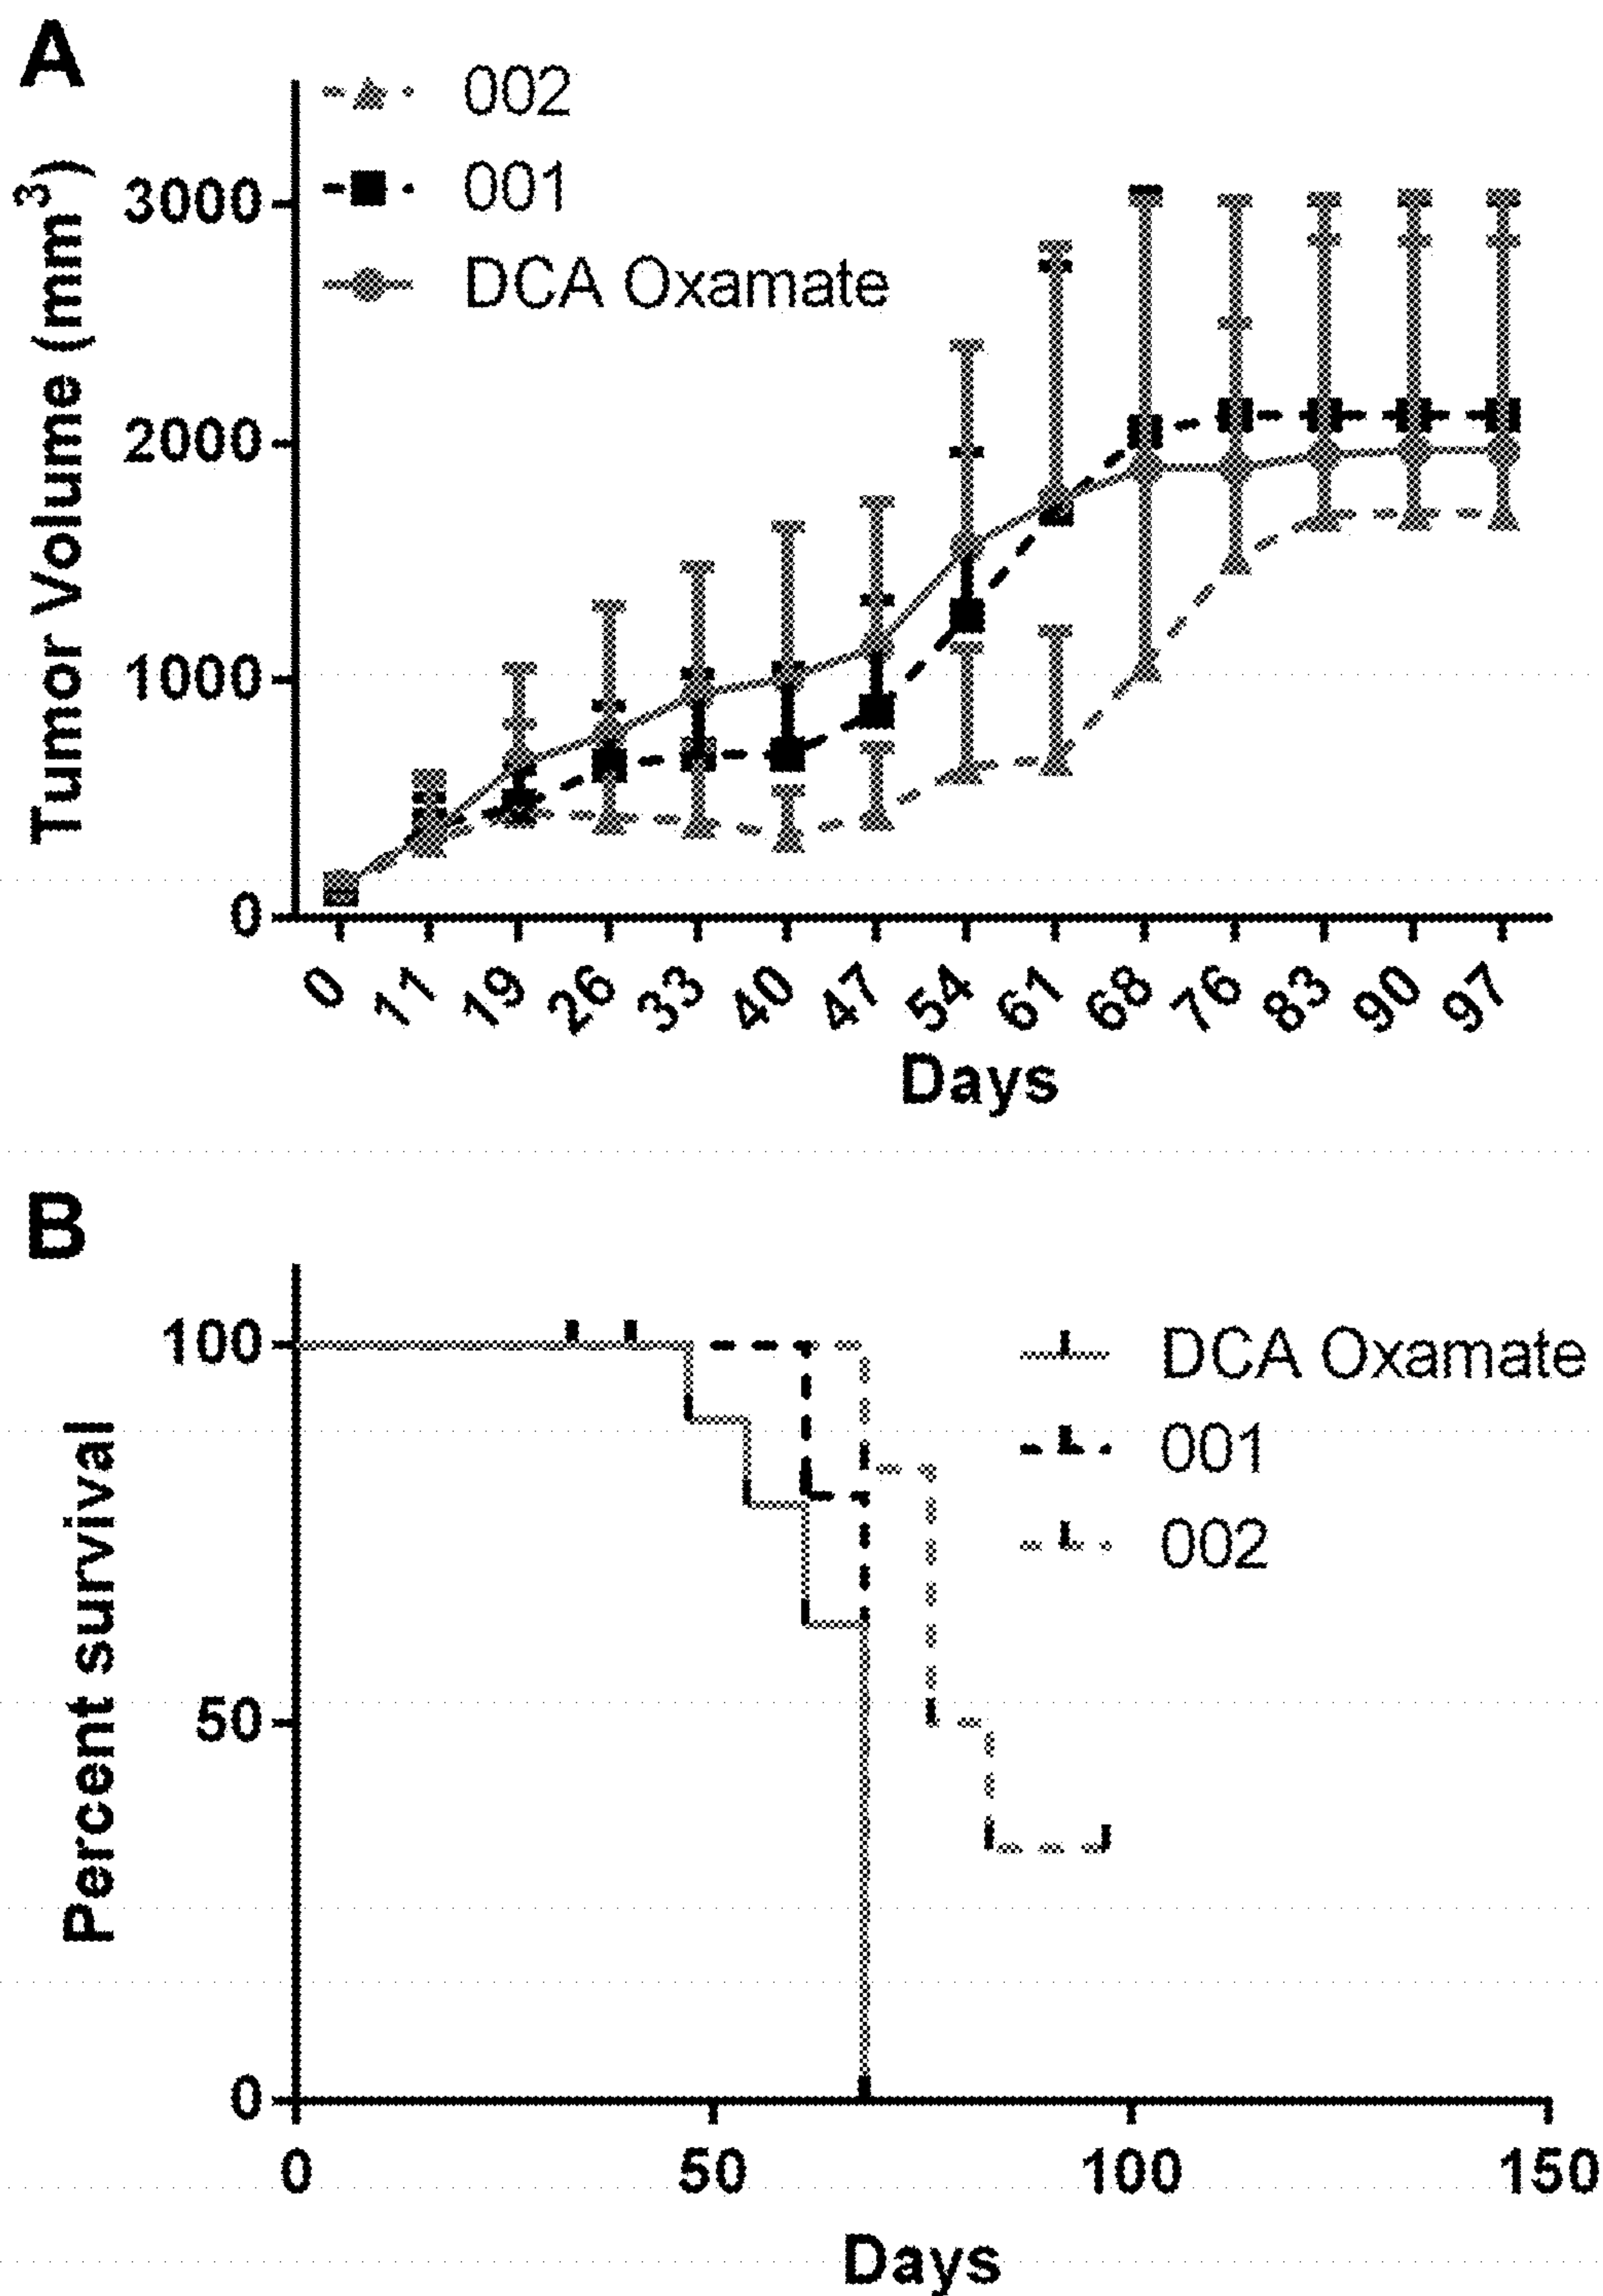 A
002
001
DCA Oxamate
Tumor Volume (mm³)
3000
2000
1000
0
0 11 19 26 33 40 47 54 61 68 76 83 90 97
Days
B
DCA Oxamate
001
002
Percent survival
100
50
0
0 50 100 150
Days